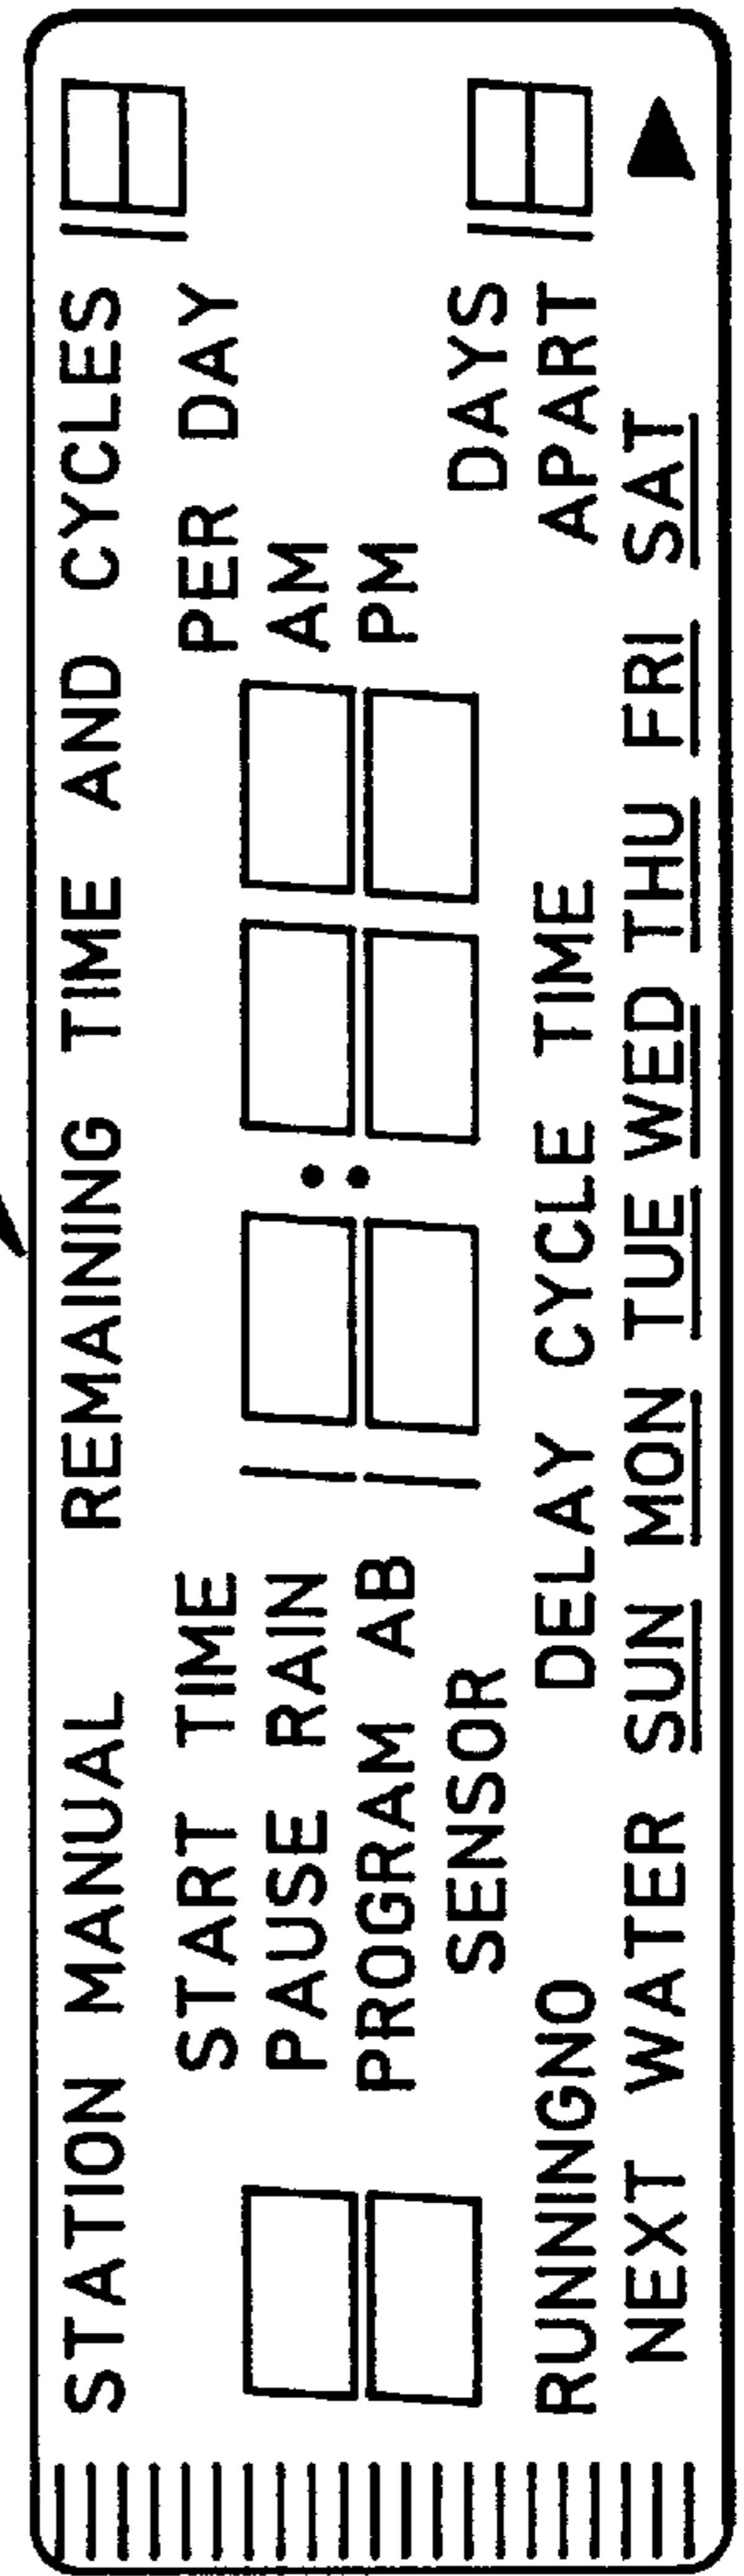 STATION MANUAL REMAINING TIME AND CYCLES
START TIME PER DAY
PAUSE RAIN : AM
PROGRAM AB PM
SENSOR DAYS
RUNNINGNO DELAY CYCLE TIME APART
NEXT WATER SUN MON TUE WED THU FRI SAT